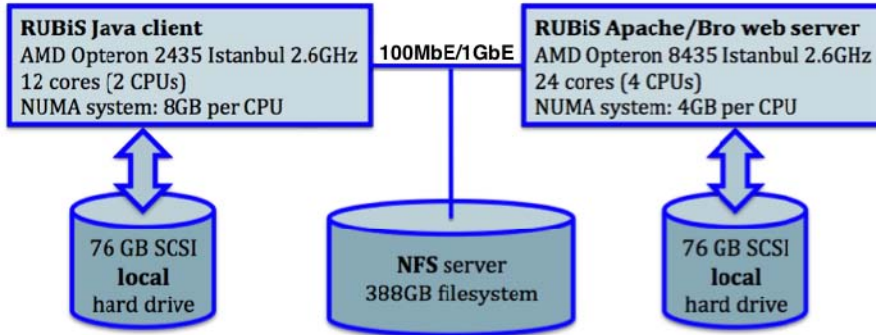 RUBiS Java client
AMD Opteron 2435 Istanbul 2.6GHz
12 cores (2 CPUs)
NUMA system: 8GB per CPU
100MbE/1GbE
RUBiS Apache/Bro web server
AMD Opteron 8435 Istanbul 2.6GHz
24 cores (4 CPUs)
NUMA system: 4GB per CPU
76 GB SCSI
local
hard drive
NFS server
388GB filesystem
76 GB SCSI
local
hard drive